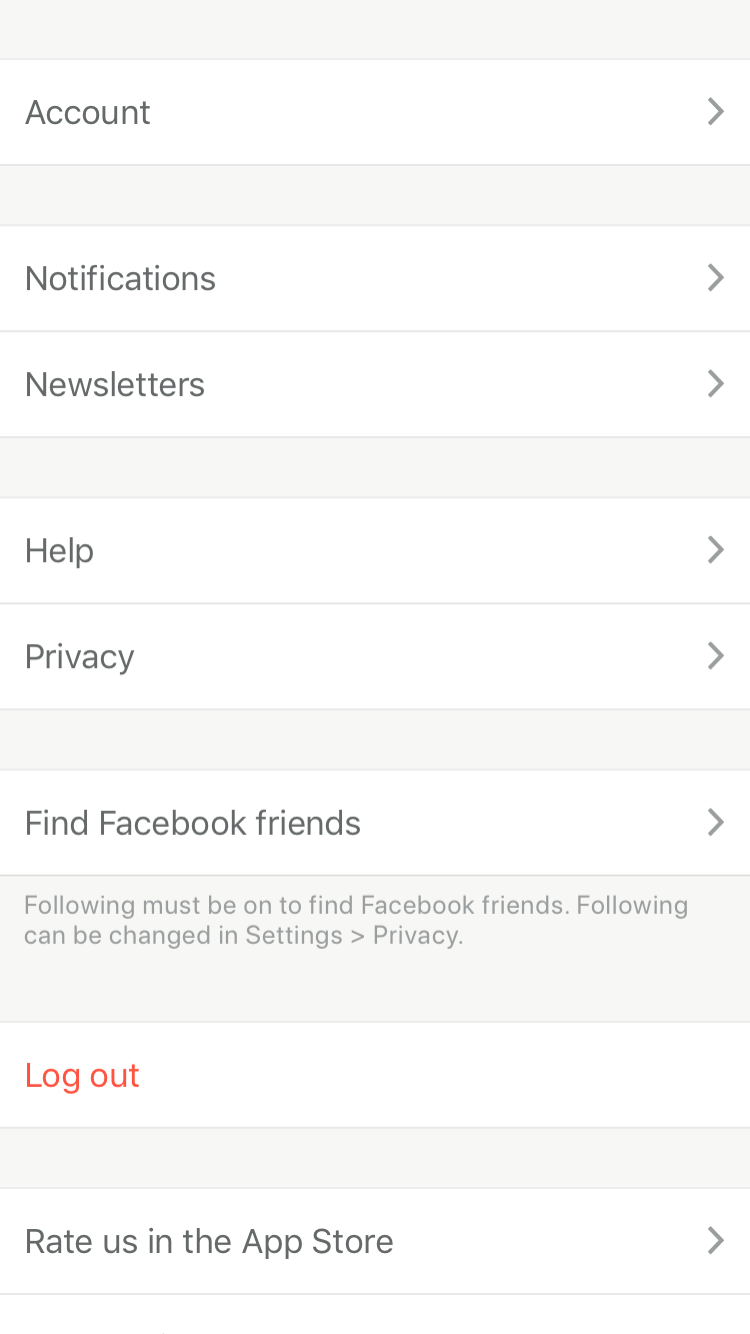 Account
Notifications
Newsletters
Help
Privacy
Find Facebook friends
Following must be on to find Facebook friends. Following
can be changed in Settings > Privacy.
Log out
Rate us in the App Store